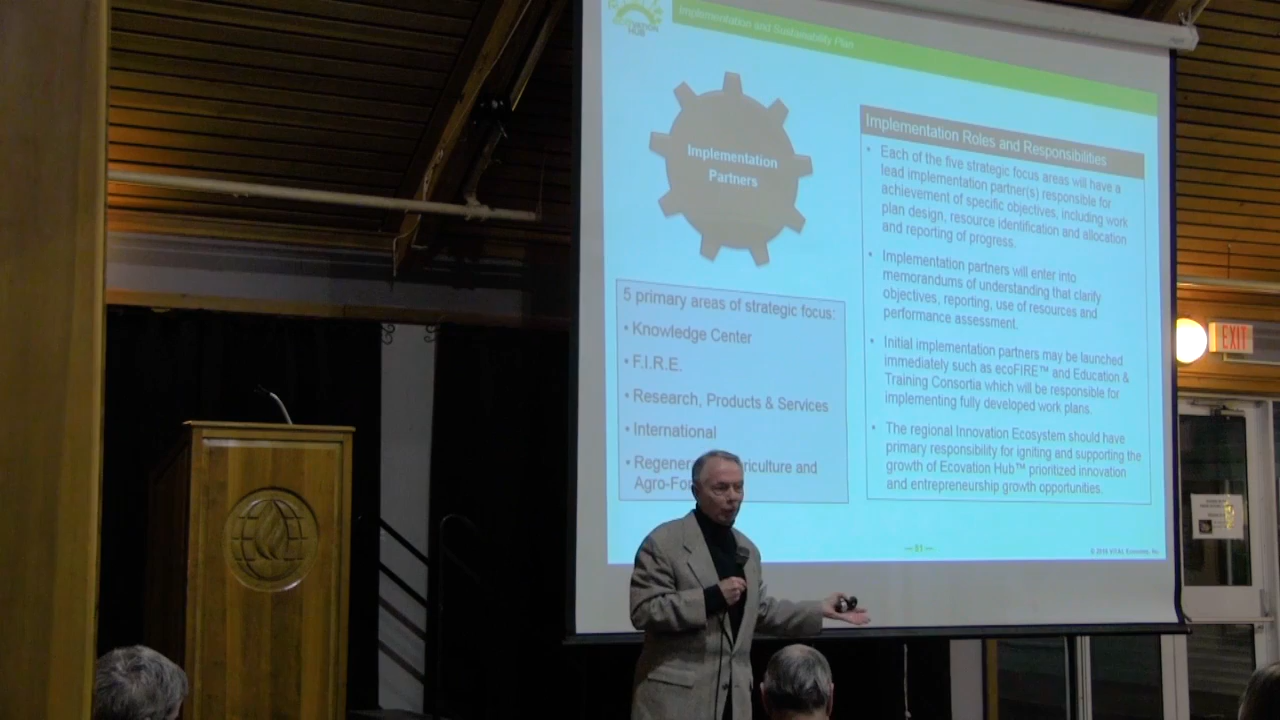 HUB
Implementation and Sustainability Plan
Implementation
Partners
Implementation Roles and Responsibilities
• Each of the five strategic focus areas will have a
lead implementation partner(s) responsible for
achievement of specific objectives, including work
plan design, resource identification and allocation
and reporting of progress.
• Implementation partners will enter into
memorandums of understanding that clarify
objectives, reporting, use of resources and
performance assessment.
• Initial implementation partners may be launched
immediately such as ecoFIRE™ and Education &
Training Consortia which will be responsible for
implementing fully developed work plans.
• The regional Innovation Ecosystem should have
primary responsibility for igniting and supporting the
growth of Ecovation Hub™ prioritized innovation
and entrepreneurship growth opportunities.
5 primary areas of strategic focus:
• Knowledge Center
• F.I.R.E.
• Research, Products & Services
• International
• Regener riculture and
Agro-Fo
EXIT